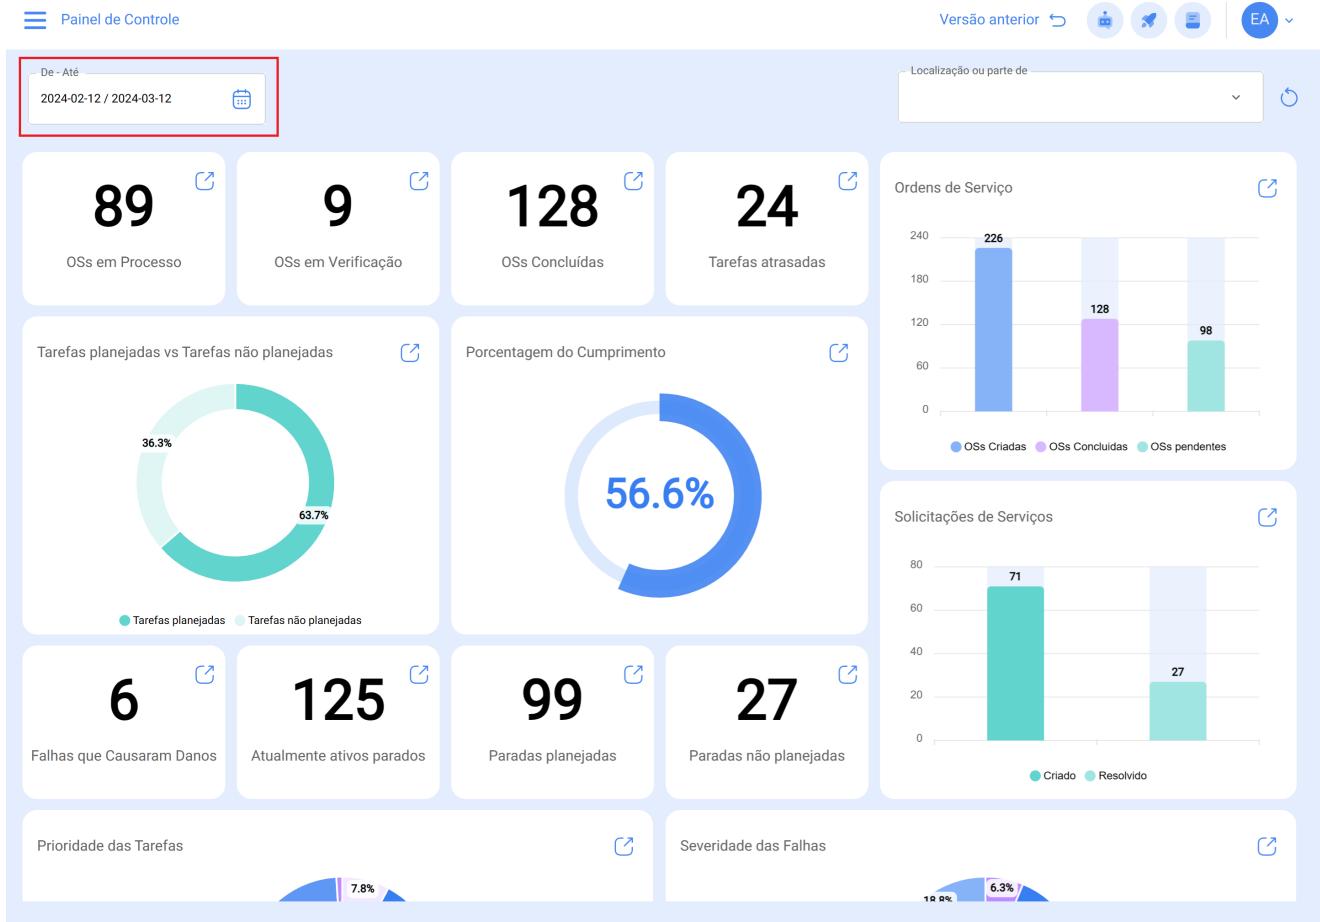 Painel de Controle
Versão anterior
EA
De - Até
2024-02-12 / 2024-03-12
Localização ou parte de
89
OSs em Processo
9
OSs em Verificação
128
OSs Concluídas
24
Tarefas atrasadas
Ordens de Serviço
240
180
120
60
0
226
128
98
OSs Criadas
OSs Concluidas
OSs pendentes
Tarefas planejadas vs Tarefas não planejadas
36.3%
63.7%
Tarefas planejadas
Tarefas não planejadas
Porcentagem do Cumprimento
56.6%
Solicitações de Serviços
80
60
40
20
0
71
27
Criado
Resolvido
6
Falhas que Causaram Danos
125
Atualmente ativos parados
99
Paradas planejadas
27
Paradas não planejadas
Prioridade das Tarefas
7.8%
Severidade das Falhas
6.3%
18.8%